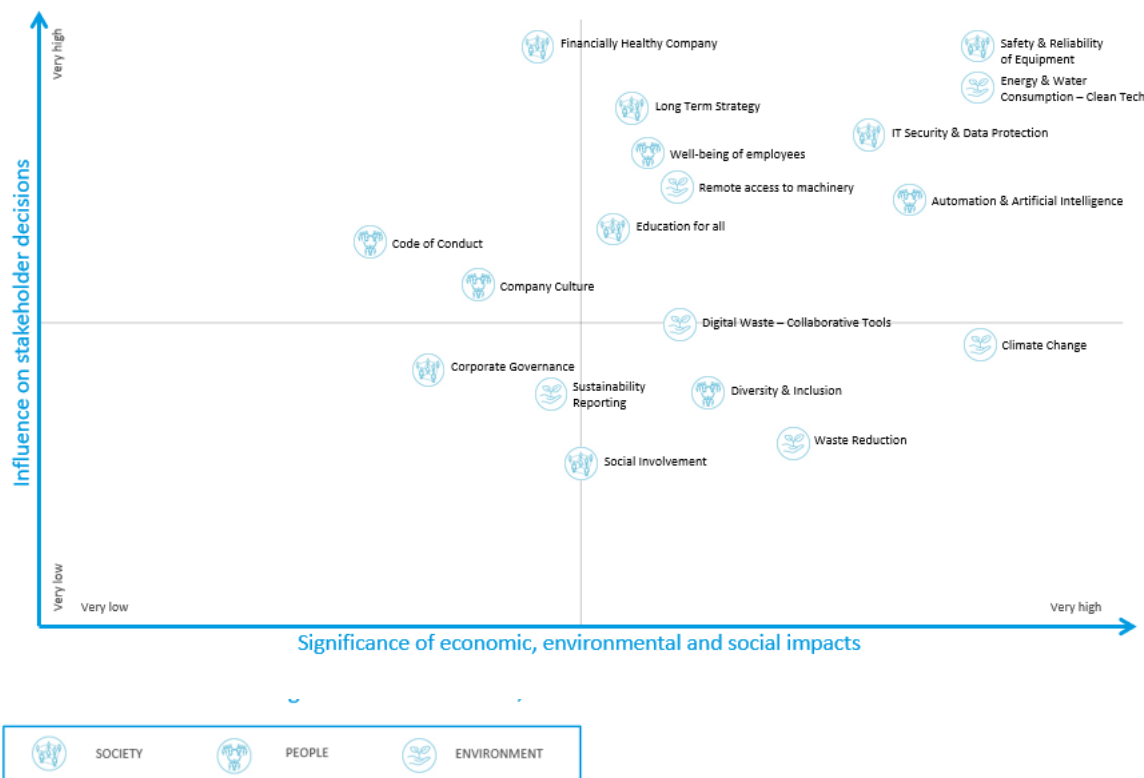 Very high
Financially Healthy Company
Safety & Reliability
of Equipment
Energy & Water
Consumption – Clean Tech
Long Term Strategy
IT Security & Data Protection
Well-being of employees
Remote access to machinery
Automation & Artificial Intelligence
Education for all
Code of Conduct
Company Culture
Influence on stakeholder decisions
Digital Waste – Collaborative Tools
Climate Change
Corporate Governance
Sustainability
Reporting
Diversity & Inclusion
Waste Reduction
Social Involvement
Very low
Very low
Very high
Significance of economic, environmental and social impacts
SOCIETY
PEOPLE
ENVIRONMENT